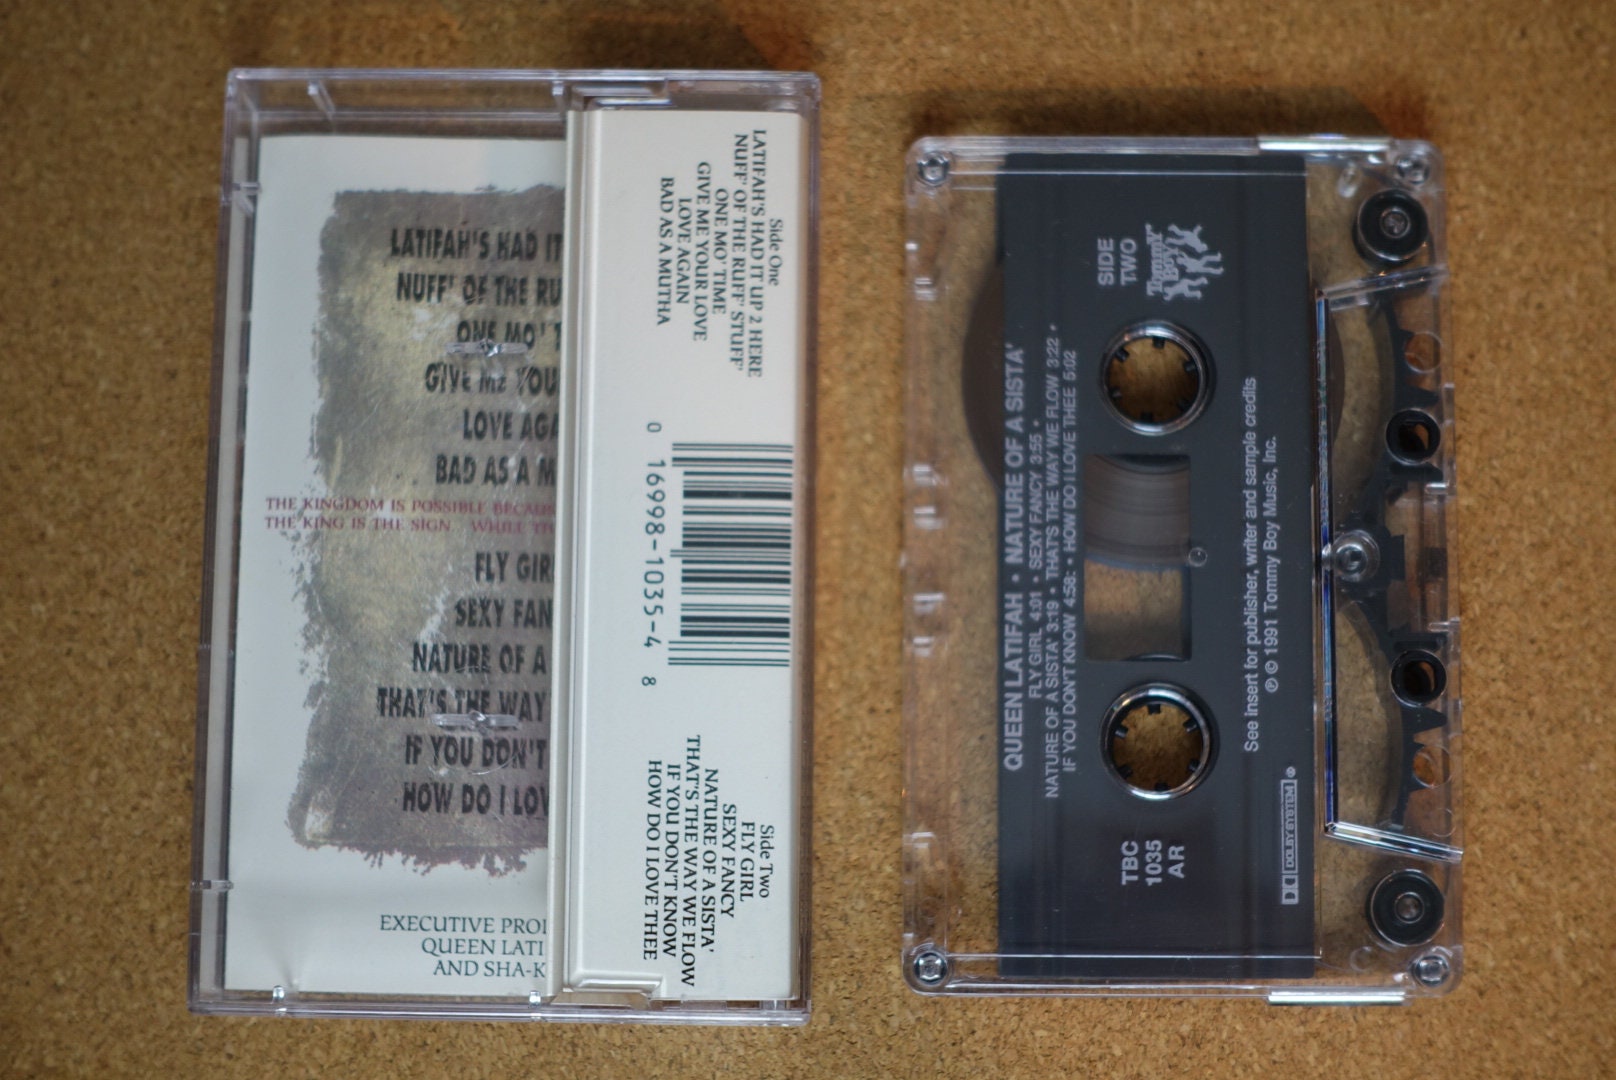 LATIFAH'S HAD IT
NUFF' OF THE RU
ONE MO' T
GIVE ME YOU
LOVE AGA
BAD AS A M
THE KINGDOM IS POSSIBLE BECAUS
THE KING IS THE SIGN. WHILE
FLY GIR
SEXY FAN
NATURE OF A
THAT'S THE WAY
IF YOU DON'T
HOW DO I LOV
EXECUTIVE PROD
QUEEN LATI
AND SHA-K
Side One
LATIFAH'S HAD IT UP 2 HERE
NUFF' OF THE RUFF' STUFF'
ONE MO' TIME
GIVE ME YOUR LOVE
LOVE AGAIN
BAD AS A MUTHA
0 16998-1035-4 8
Side Two
FLY GIRL
SEXY FANCY
NATURE OF A SISTA'
THAT'S THE WAY WE FLOW
IF YOU DON'T KNOW
HOW DO I LOVE THEE
QUEEN LATIFAH • NATURE OF A SISTA'
FLY GIRL 4:01 • SEXY FANCY 3:55 •
NATURE OF A SISTA' 3:19 • THAT'S THE WAY WE FLOW 3:22 •
IF YOU DON'T KNOW 4:58: • HOW DO I LOVE THEE 5:02
SIDE
TWO
Tommy
Boy
TBC
1035
AR
See insert for publisher, writer and sample credits
℗ © 1991 Tommy Boy Music, Inc.
DOLBY SYSTEM ®